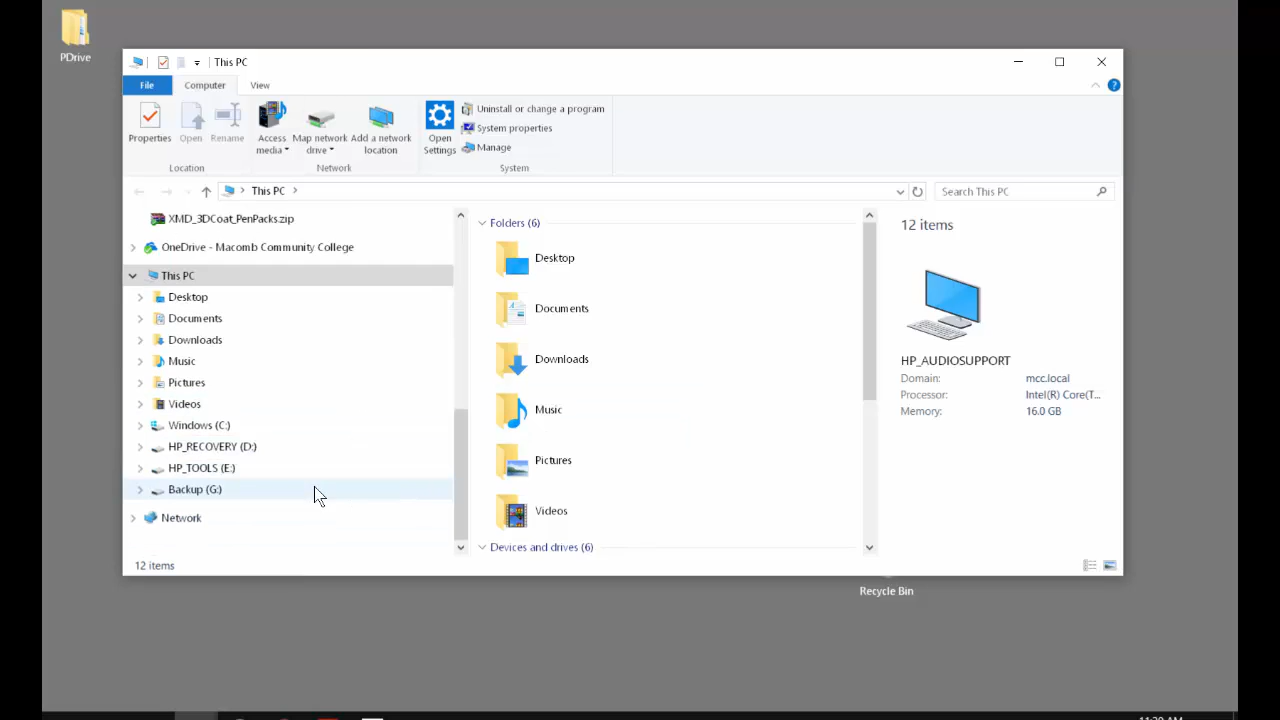 PDrive
This PC
File
Computer
View
Properties
Open
Rename
Access media
Map network drive
Add a network location
Open Settings
Uninstall or change a program
System properties
Manage
Location
Network
System
This PC
Search This PC
XMD_3DCoat_PenPacks.zip
OneDrive - Macomb Community College
This PC
Desktop
Documents
Downloads
Music
Pictures
Videos
Windows (C:)
HP_RECOVERY (D:)
HP_TOOLS (E:)
Backup (G:)
Network
Folders (6)
Desktop
Documents
Downloads
Music
Pictures
Videos
Devices and drives (6)
12 items
HP_AUDIOSUPPORT
Domain: mcc.local
Processor: Intel(R) Core(T...
Memory: 16.0 GB
12 items
Recycle Bin